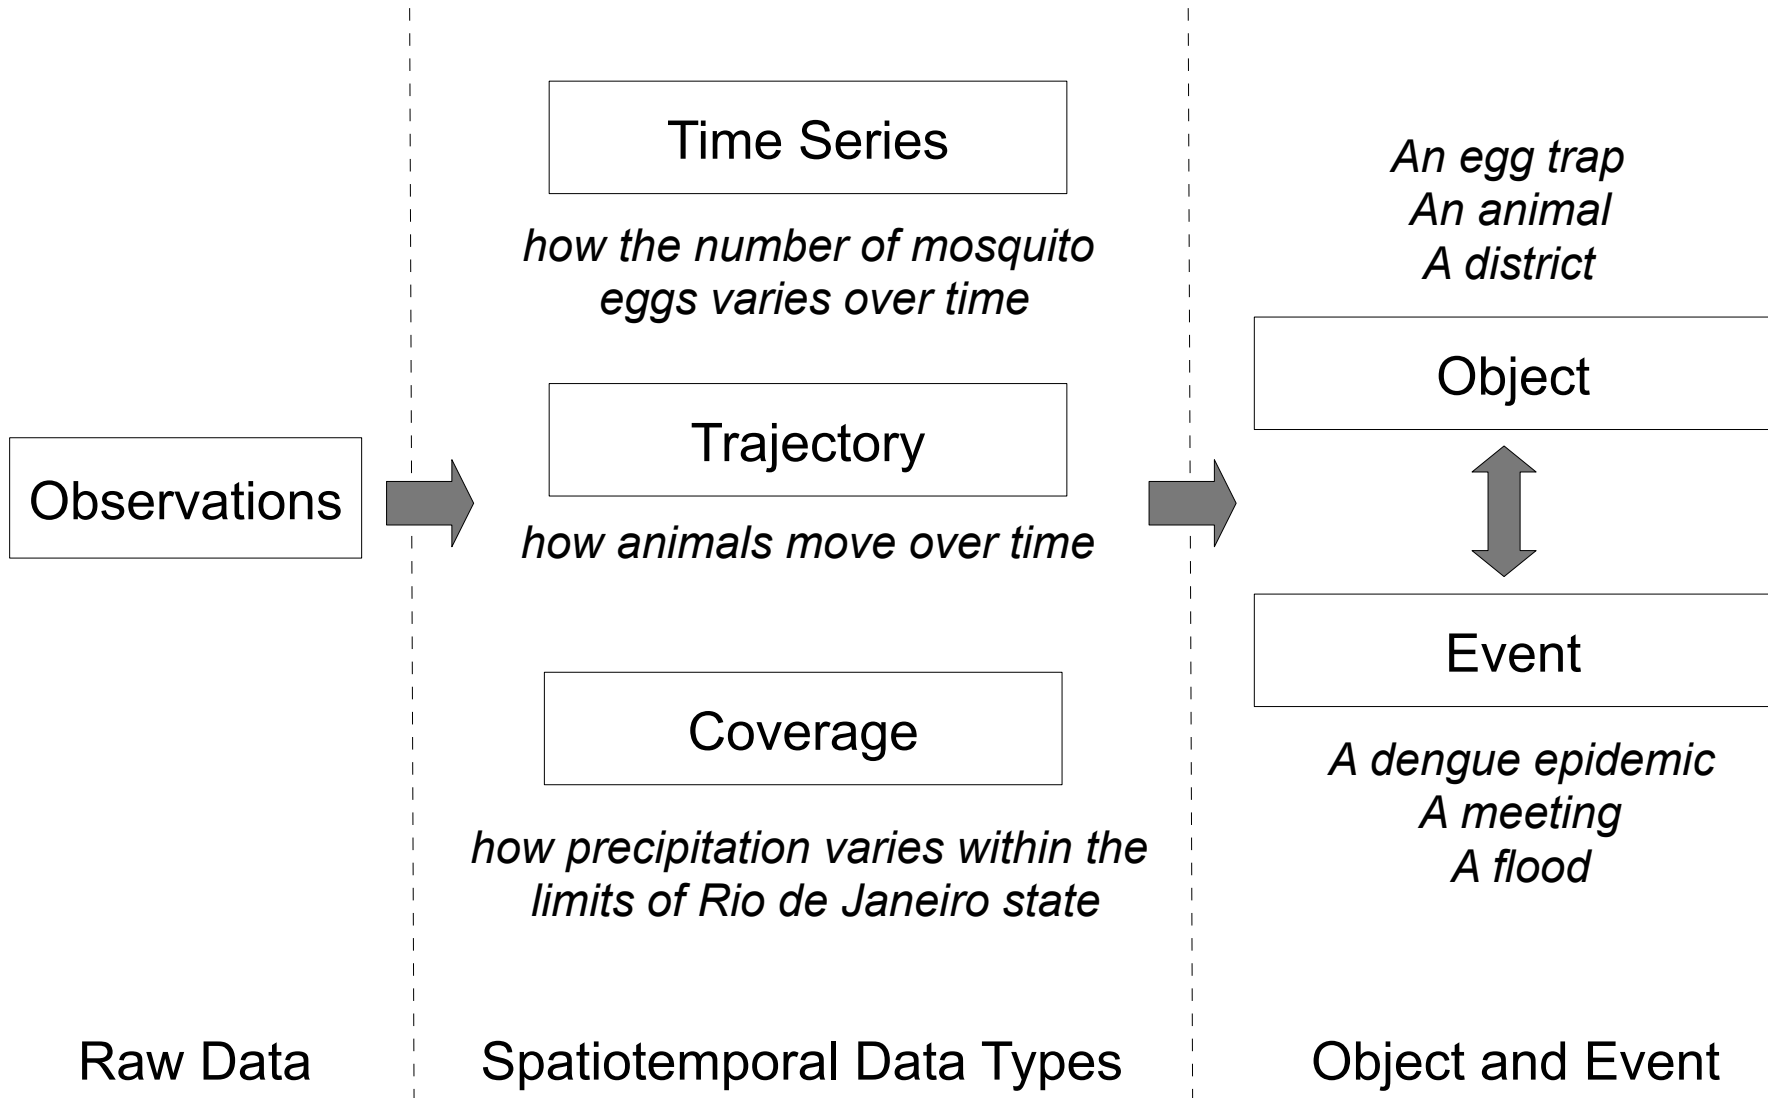 Observations
Raw Data
Time Series
how the number of mosquito
eggs varies over time
Trajectory
how animals move over time
Coverage
how precipitation varies within the
limits of Rio de Janeiro state
Spatiotemporal Data Types
An egg trap
An animal
A district
Object
Event
A dengue epidemic
A meeting
A flood
Object and Event